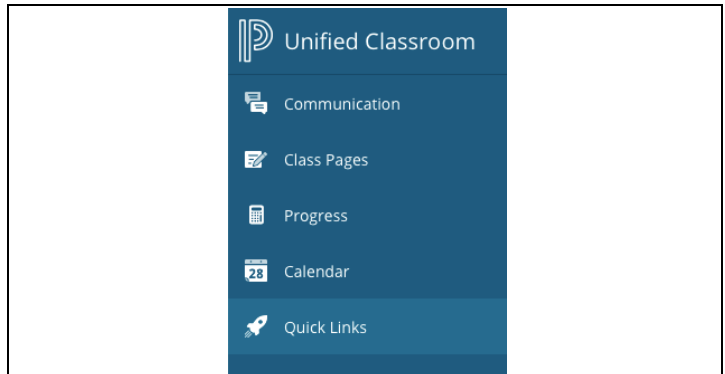 Unified Classroom
Communication
Class Pages
Progress
28 Calendar
Quick Links